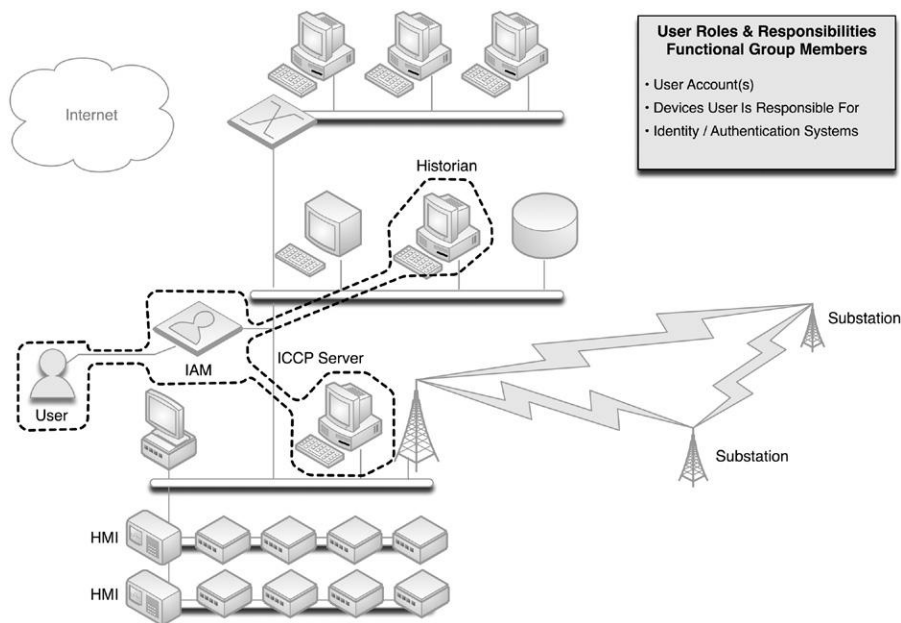 User Roles & Responsibilities
Functional Group Members
• User Account(s)
• Devices User Is Responsible For
• Identity / Authentication Systems
Internet
Historian
Substation
ICCP Server
IAM
User
Substation
HMI
HMI